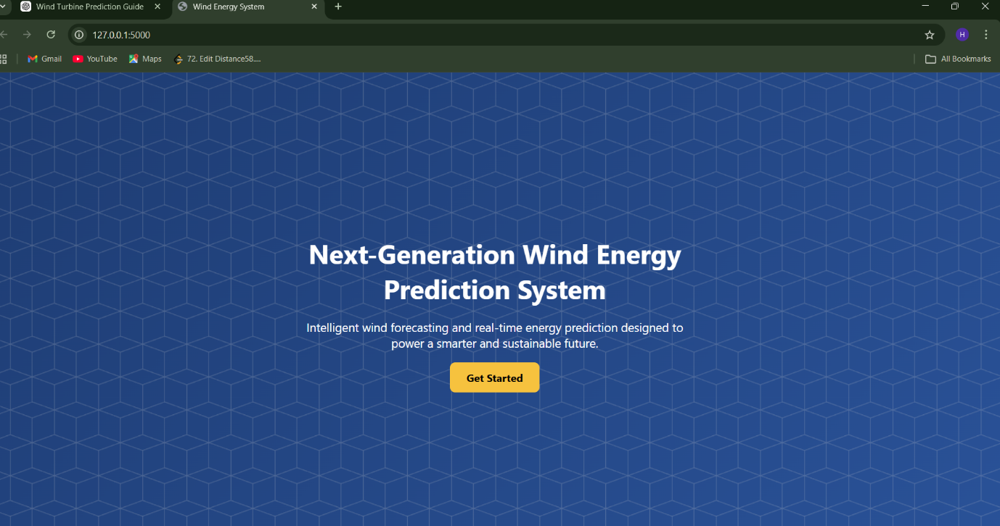 Wind Turbine Prediction Guide
Wind Energy System
127.0.0.1:5000
H
Gmail
YouTube
Maps
72. Edit Distance58....
All Bookmarks
Next-Generation Wind Energy
Prediction System
Intelligent wind forecasting and real-time energy prediction designed to
power a smarter and sustainable future.
Get Started